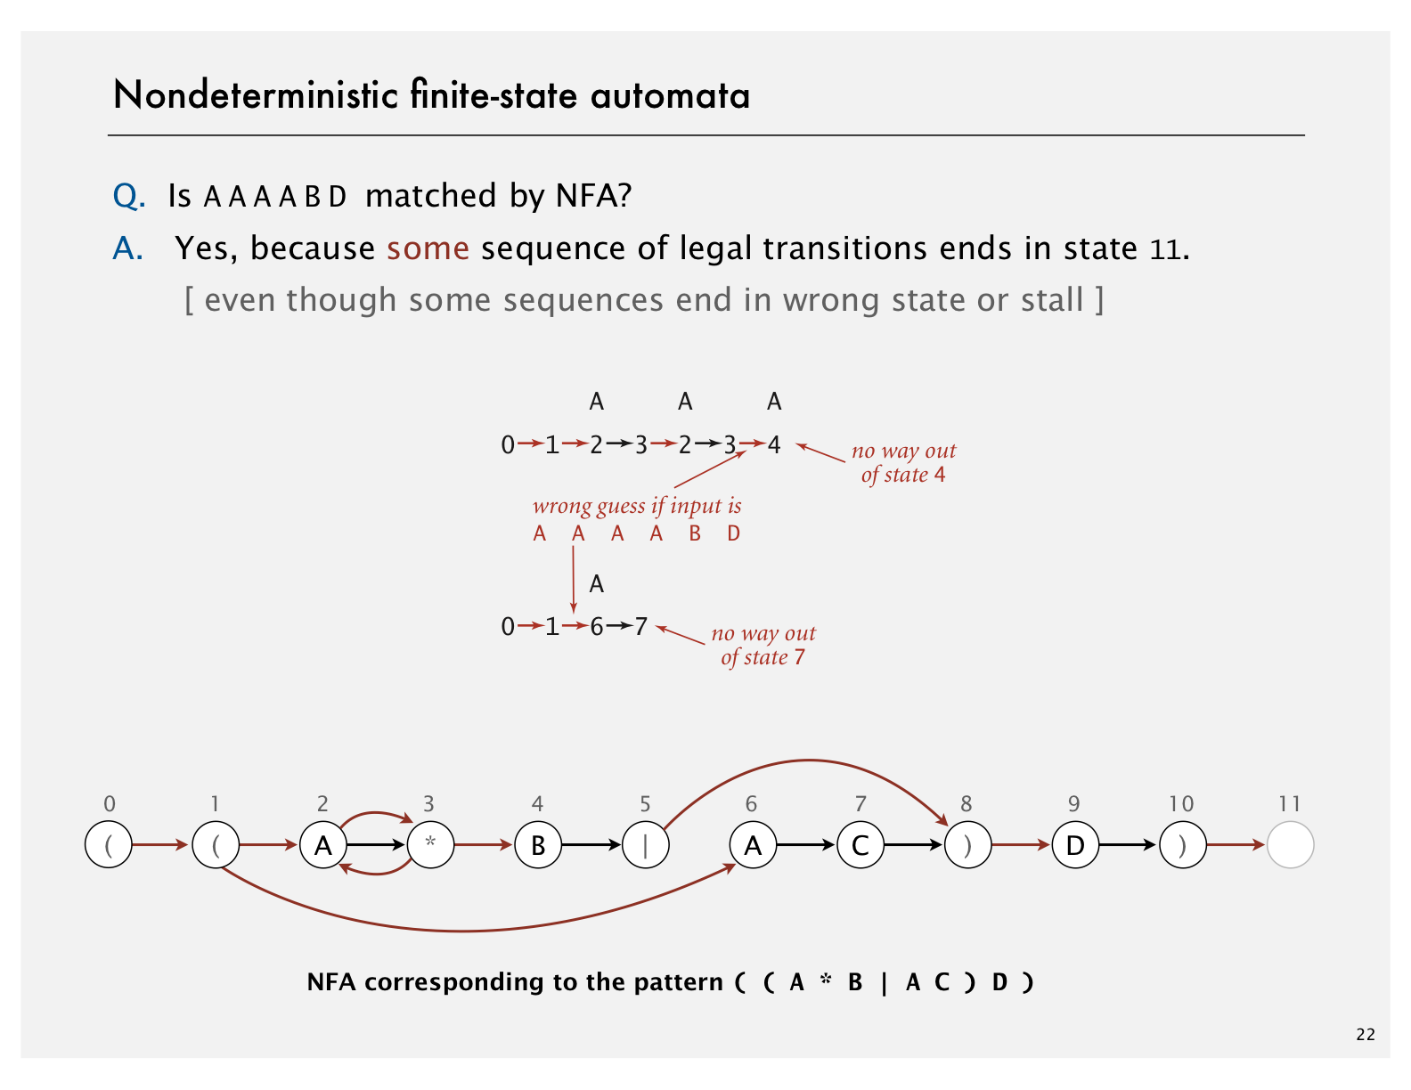 Nondeterministic finite-state automata
Q. Is A A A A B D matched by NFA?
A. Yes, because some sequence of legal transitions ends in state 11.
[ even though some sequences end in wrong state or stall ]
A A A
0 1 2 3 2 3 4
no way out
of state 4
wrong guess if input is
A A A A B D
A
0 1 6 7
no way out
of state 7
0 1 2 3 4 5 6 7 8 9 10 11
( ( A * B | A C ) D )
NFA corresponding to the pattern ( ( A * B | A C ) D )
22